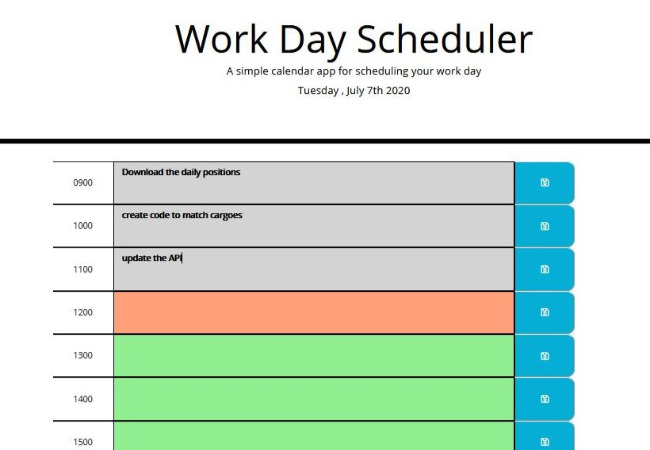 Work Day Scheduler
A simple calendar app for scheduling your work day
Tuesday , July 7th 2020
0900 Download the daily positions
1000 create code to match cargoes
1100 update the API
1200
1300
1400
1500